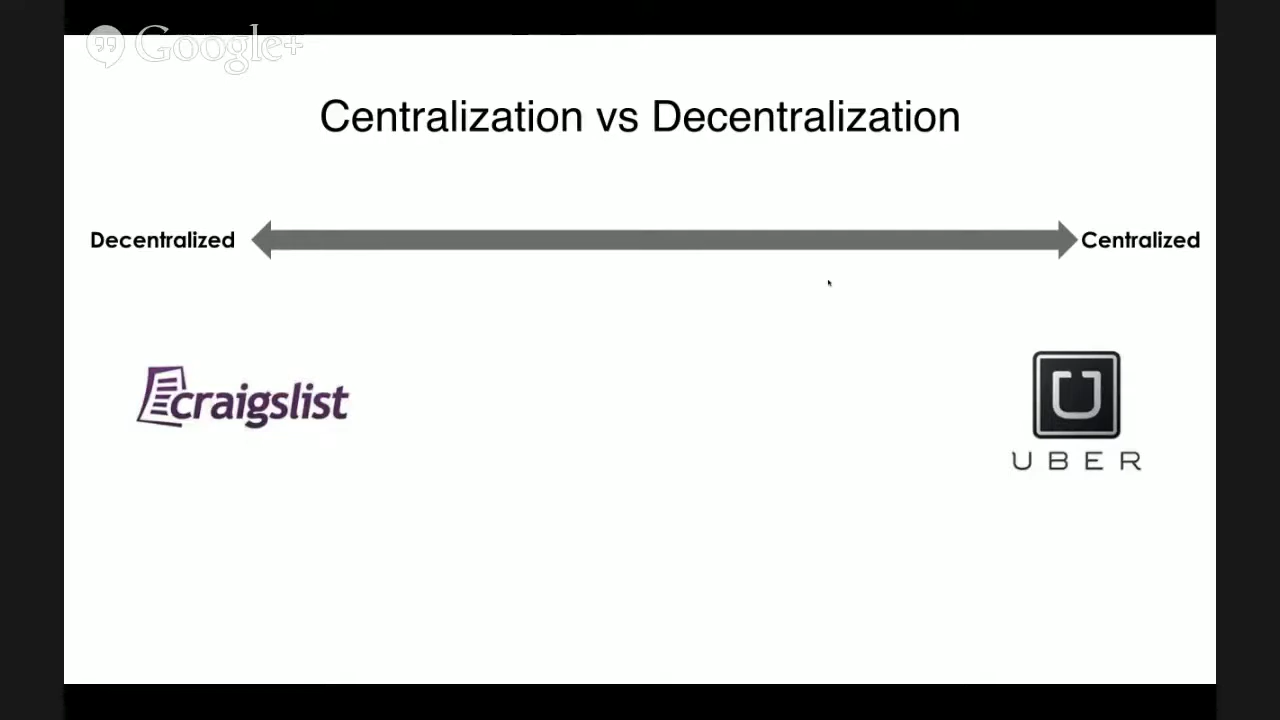 Google+
Centralization vs Decentralization
Decentralized
Centralized
craigslist
UBER